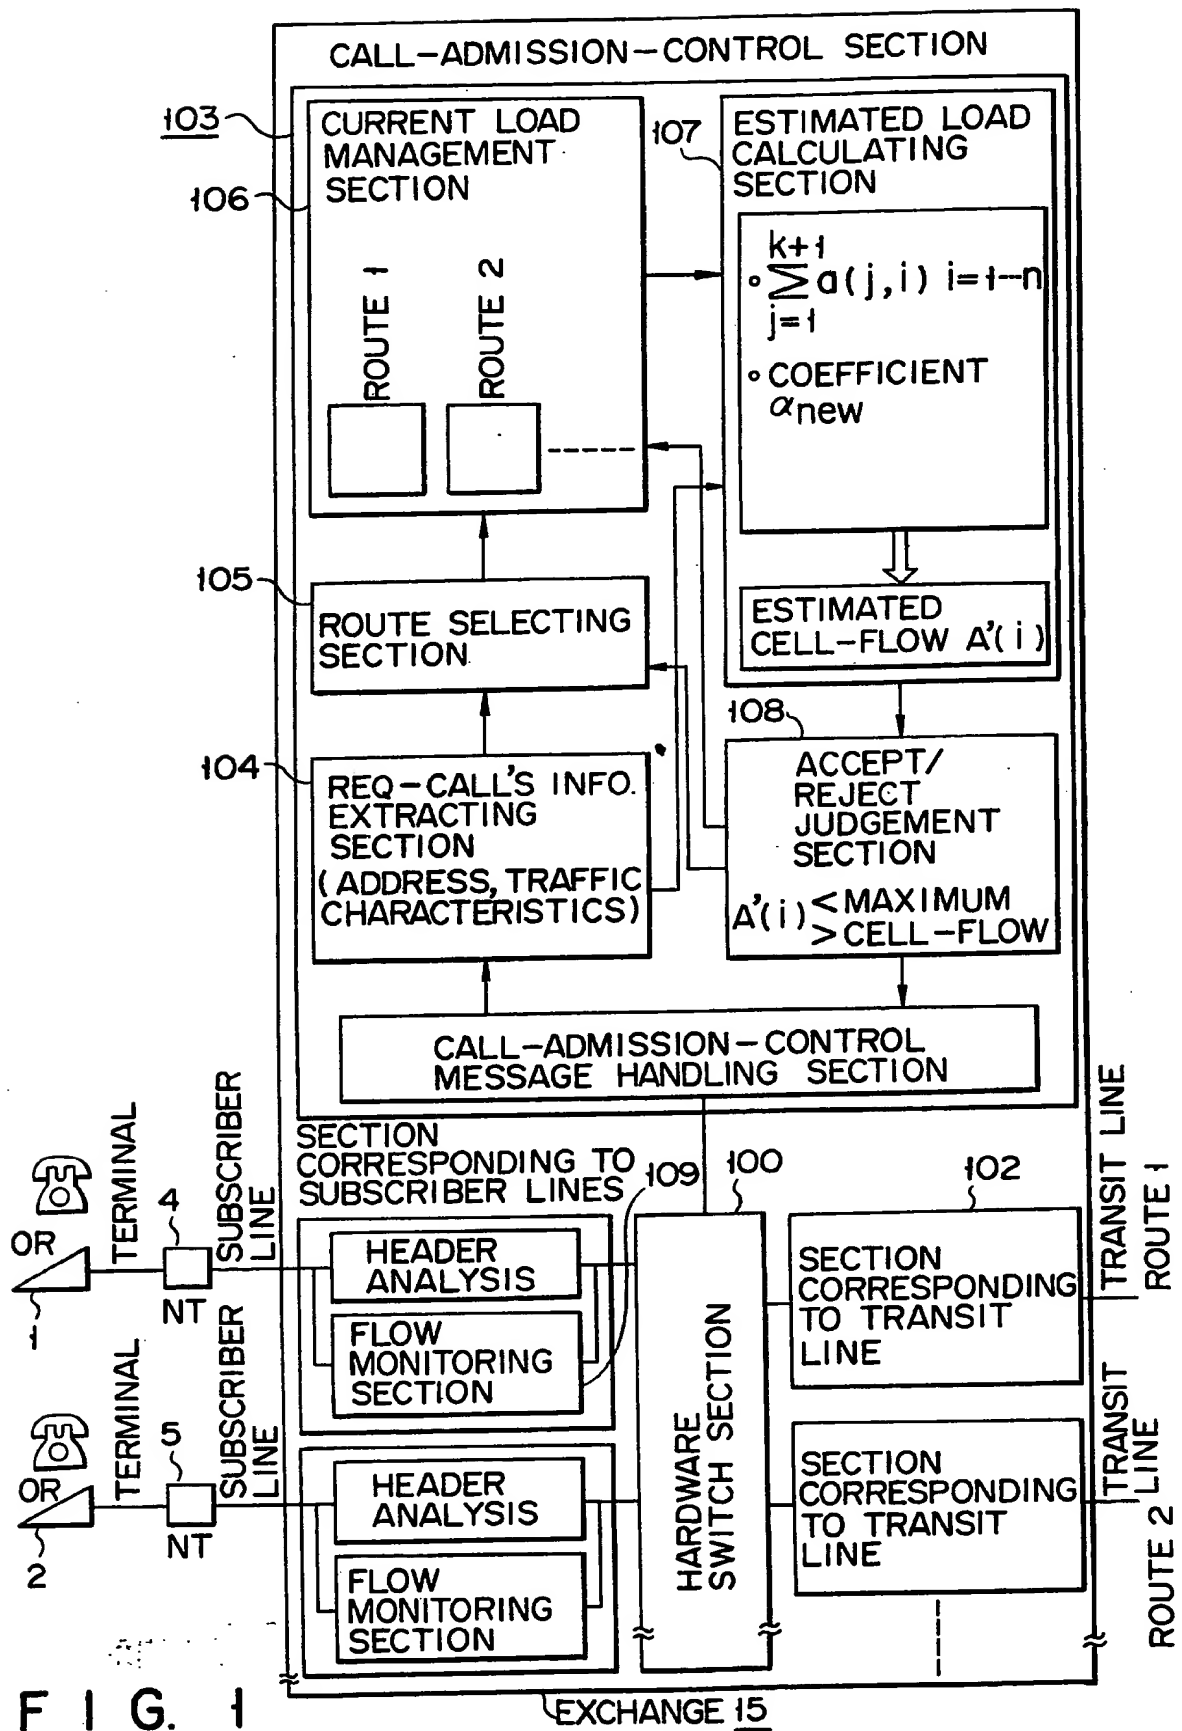 CALL-ADMISSION-CONTROL SECTION
103
CURRENT LOAD
MANAGEMENT
SECTION
106
ROUTE 1
ROUTE 2
107
ESTIMATED LOAD
CALCULATING
SECTION
k+1
∘ ∑ a(j,i) i=1--n
j=1
∘ COEFFICIENT
αnew
ESTIMATED
CELL-FLOW A'(i)
105
ROUTE SELECTING
SECTION
104
REQ-CALL'S INFO.
EXTRACTING
SECTION
(ADDRESS, TRAFFIC
CHARACTERISTICS)
108
ACCEPT/
REJECT
JUDGEMENT
SECTION
A'(i) < MAXIMUM
> CELL-FLOW
CALL-ADMISSION-CONTROL
MESSAGE HANDLING SECTION
SECTION
CORRESPONDING TO
SUBSCRIBER LINES
109
100
102
OR
1
TERMINAL
4
NT
SUBSCRIBER
LINE
HEADER
ANALYSIS
FLOW
MONITORING
SECTION
HARDWARE
SWITCH SECTION
SECTION
CORRESPONDING
TO TRANSIT
LINE
TRANSIT LINE
ROUTE 1
OR
2
TERMINAL
5
NT
SUBSCRIBER
LINE
HEADER
ANALYSIS
FLOW
MONITORING
SECTION
SECTION
CORRESPONDING
TO TRANSIT
LINE
TRANSIT
LINE
ROUTE 2
EXCHANGE 15
FIG. 1